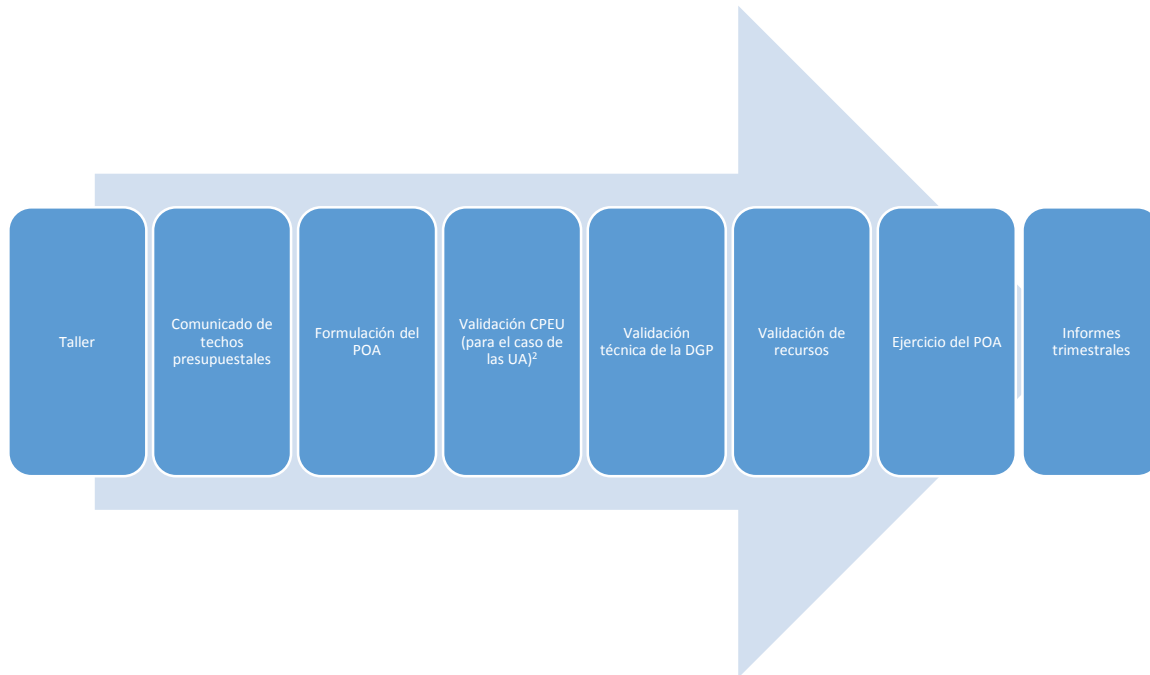 Taller
Comunicado de
techos
presupuestales
Formulación del
POA
Validación CPEU
(para el caso de
las UA)²
Validación
técnica de la DGP
Validación de
recursos
Ejercicio del POA
Informes
trimestrales